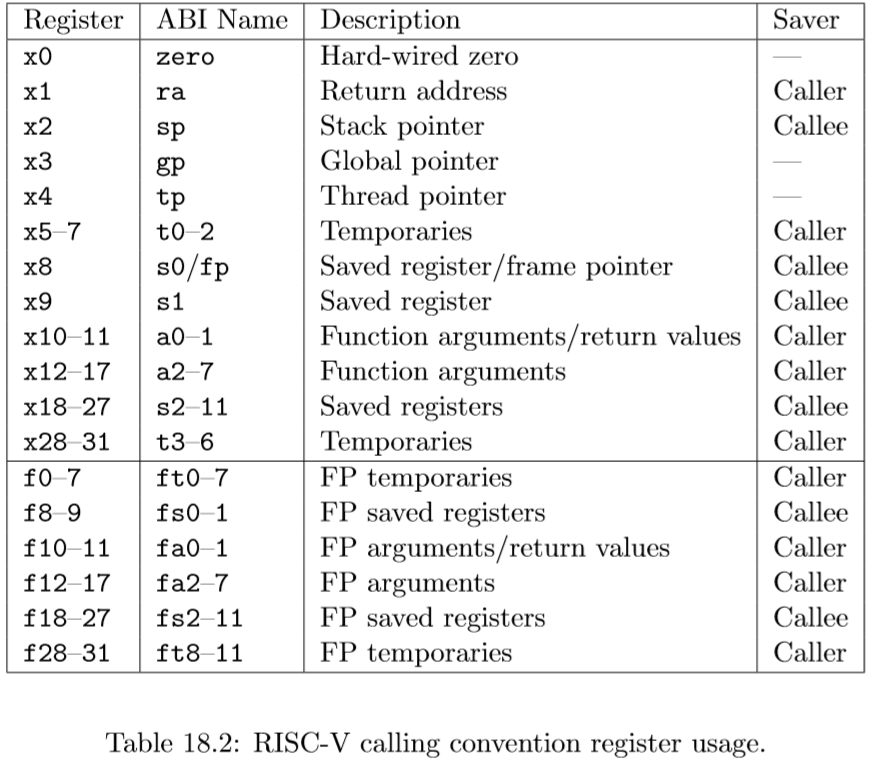 Register ABI Name Description Saver
x0 zero Hard-wired zero —
x1 ra Return address Caller
x2 sp Stack pointer Callee
x3 gp Global pointer —
x4 tp Thread pointer —
x5–7 t0–2 Temporaries Caller
x8 s0/fp Saved register/frame pointer Callee
x9 s1 Saved register Callee
x10–11 a0–1 Function arguments/return values Caller
x12–17 a2–7 Function arguments Caller
x18–27 s2–11 Saved registers Callee
x28–31 t3–6 Temporaries Caller
f0–7 ft0–7 FP temporaries Caller
f8–9 fs0–1 FP saved registers Callee
f10–11 fa0–1 FP arguments/return values Caller
f12–17 fa2–7 FP arguments Caller
f18–27 fs2–11 FP saved registers Callee
f28–31 ft8–11 FP temporaries Caller
Table 18.2: RISC-V calling convention register usage.